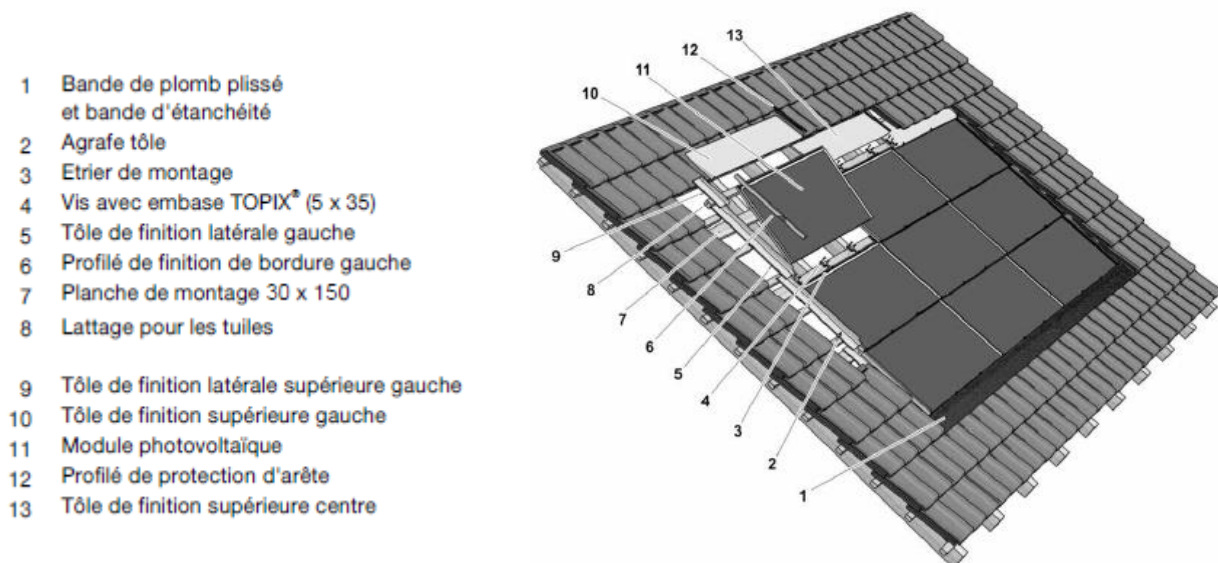 1 Bande de plomb plissé
et bande d'étanchéité
2 Agrafe tôle
3 Etrier de montage
4 Vis avec embase TOPIX® (5 x 35)
5 Tôle de finition latérale gauche
6 Profilé de finition de bordure gauche
7 Planche de montage 30 x 150
8 Lattage pour les tuiles
9 Tôle de finition latérale supérieure gauche
10 Tôle de finition supérieure gauche
11 Module photovoltaïque
12 Profilé de protection d'arête
13 Tôle de finition supérieure centre
13
12
11
10
9
8
7
6
5
4
3
2
1